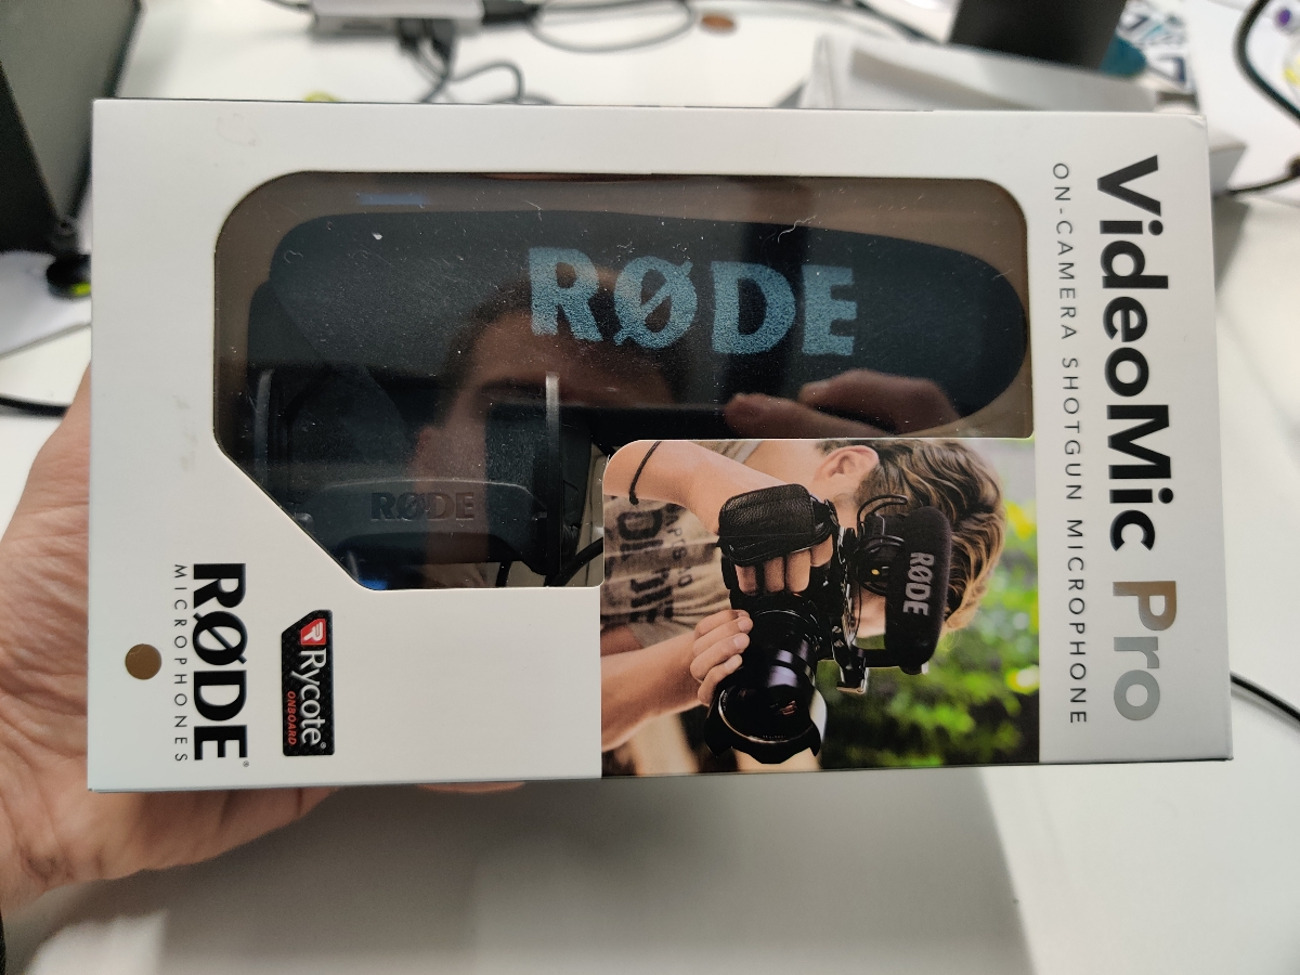 VideoMic Pro
ON-CAMERA SHOTGUN MICROPHONE
RØDE
RØDE
RØDE
Rycote®
ONBOARD
RØDE®
MICROPHONES